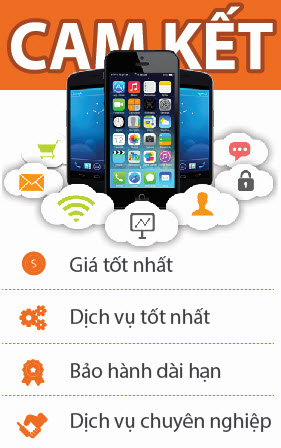 CAM KẾT
Giá tốt nhất
Dịch vụ tốt nhất
Bảo hành dài hạn
Dịch vụ chuyên nghiệp